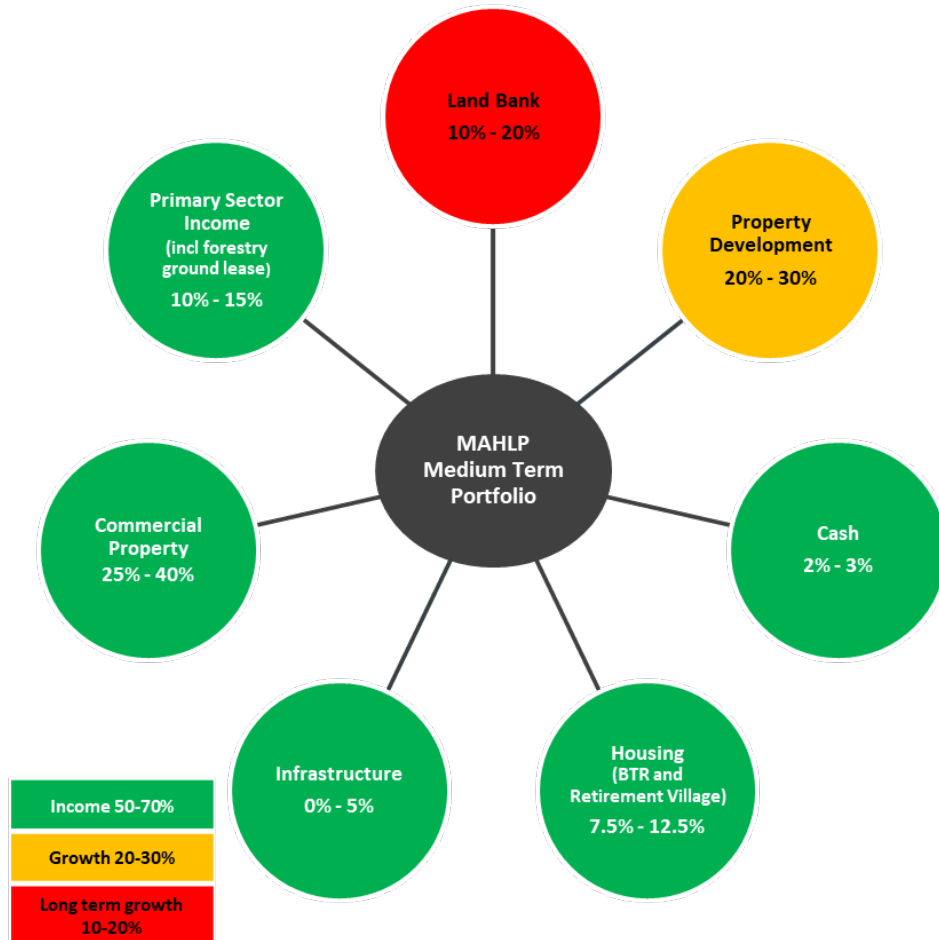 Land Bank
10% - 20%
Primary Sector
Income
(incl forestry
ground lease)
10% - 15%
Property
Development
20% - 30%
MAHLP
Medium Term
Portfolio
Commercial
Property
25% - 40%
Cash
2% - 3%
Infrastructure
0% - 5%
Housing
(BTR and
Retirement Village)
7.5% - 12.5%
Income 50-70%
Growth 20-30%
Long term growth
10-20%